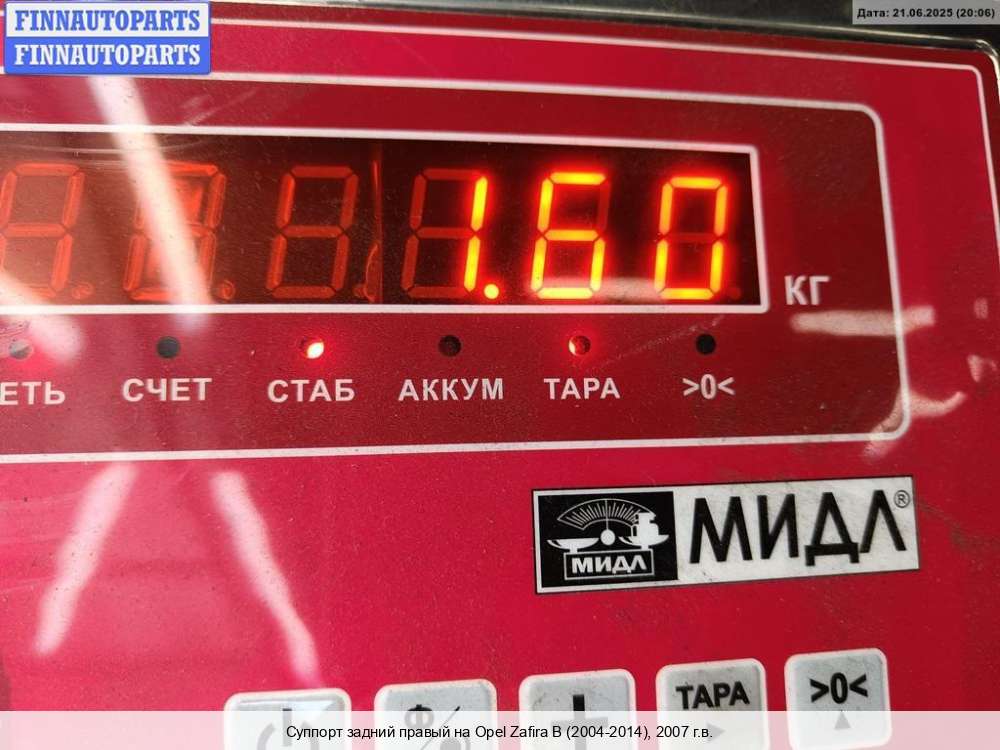 FINNAUTOPARTS
FINNAUTOPARTS
Дата: 21.06.2025 (20:06)
1.60
КГ
ЕТЬ СЧЕТ СТАБ АККУМ ТАРА >0<
МИДЛ МИДЛ®
ТАРА >0<
Суппорт задний правый на Opel Zafira B (2004-2014), 2007 г.в.